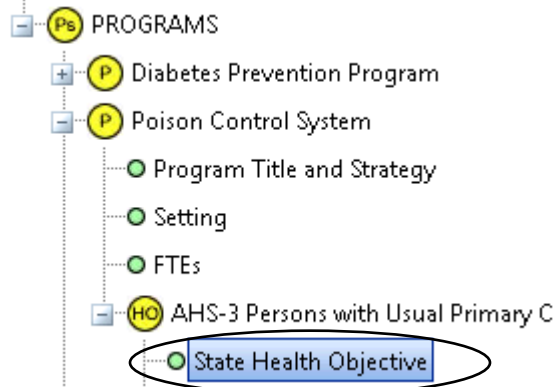 Ps PROGRAMS
P Diabetes Prevention Program
P Poison Control System
Program Title and Strategy
Setting
FTEs
HO AHS-3 Persons with Usual Primary C
State Health Objective